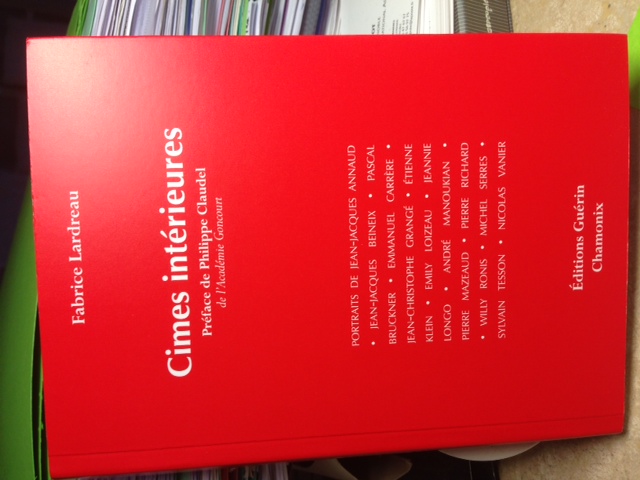 Fabrice Lardreau
Cimes intérieures
Préface de Philippe Claudel
de l'Académie Goncourt
PORTRAITS DE JEAN-JACQUES ANNAUD
• JEAN-JACQUES BEINEIX • PASCAL
BRUCKNER • EMMANUEL CARRÈRE •
JEAN-CHRISTOPHE GRANGÉ • ÉTIENNE
KLEIN • EMILY LOIZEAU • JEANNIE
LONGO • ANDRÉ MANOUKIAN •
PIERRE MAZEAUD • PIERRE RICHARD
• WILLY RONIS • MICHEL SERRES •
SYLVAIN TESSON • NICOLAS VANIER
Éditions Guérin
Chamonix